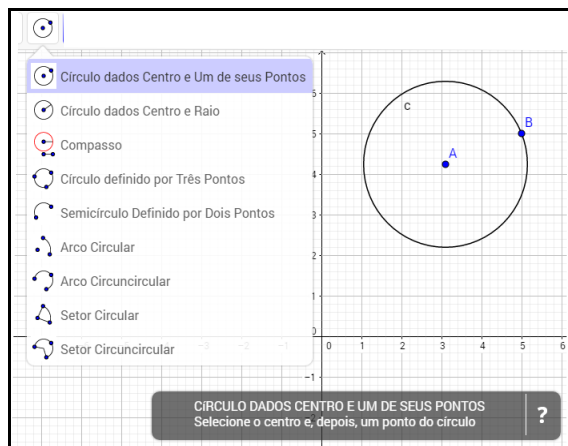 Círculo dados Centro e Um de seus Pontos
Círculo dados Centro e Raio
Compasso
Círculo definido por Três Pontos
Semicírculo Definido por Dois Pontos
Arco Circular
Arco Circuncircular
Setor Circular
Setor Circuncircular
c
B
A
6
5
4
3
2
1
0
0 1 2 3 4 5 6
-1
CÍRCULO DADOS CENTRO E UM DE SEUS PONTOS
Selecione o centro e, depois, um ponto do círculo
?